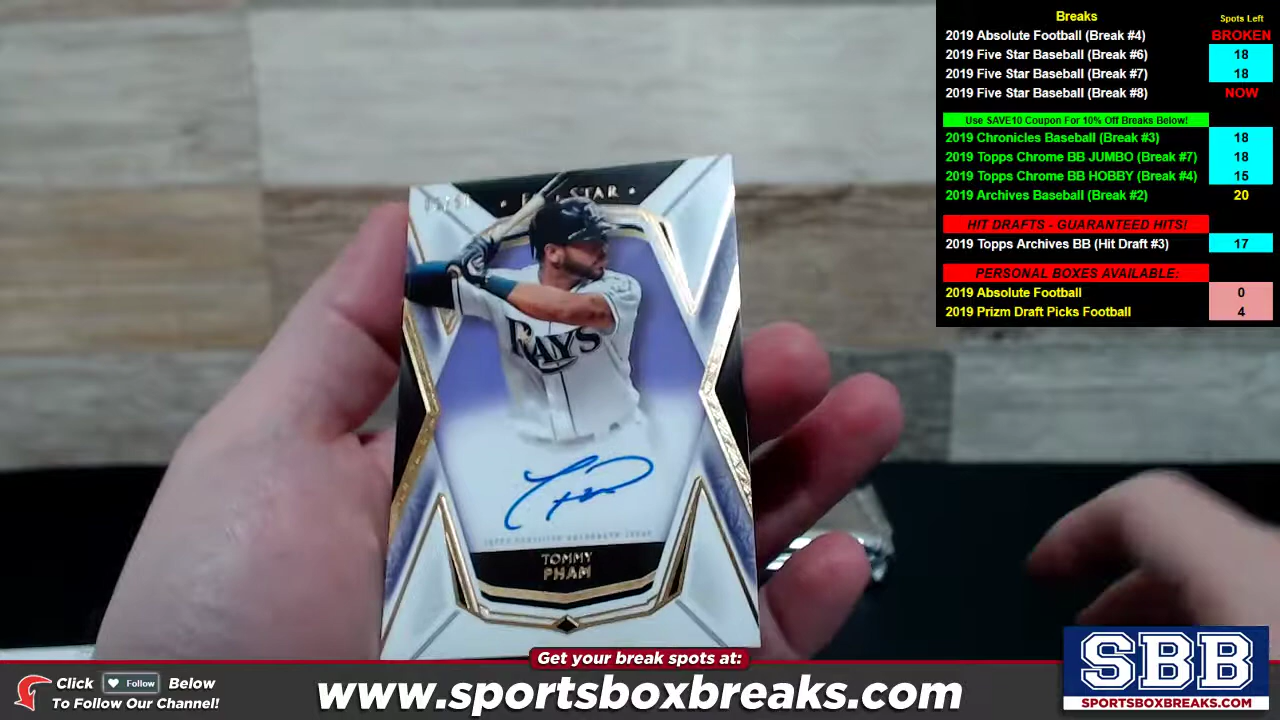 Breaks Spots Left
2019 Absolute Football (Break #4) BROKEN
2019 Five Star Baseball (Break #6) 18
2019 Five Star Baseball (Break #7) 18
2019 Five Star Baseball (Break #8) NOW
Use SAVE10 Coupon For 10% Off Breaks Below!
2019 Chronicles Baseball (Break #3) 18
2019 Topps Chrome BB JUMBO (Break #7) 18
2019 Topps Chrome BB HOBBY (Break #4) 15
2019 Archives Baseball (Break #2) 20
HIT DRAFTS - GUARANTEED HITS!
2019 Topps Archives BB (Hit Draft #3) 17
PERSONAL BOXES AVAILABLE:
2019 Absolute Football 0
2019 Prizm Draft Picks Football 4
STAR
RAYS
TOPPS CERTIFIED AUTOGRAPH ISSUE
TOMMY
PHAM
Get your break spots at:
www.sportsboxbreaks.com
Click Follow Below
To Follow Our Channel!
SBB
SPORTSBOXBREAKS.COM